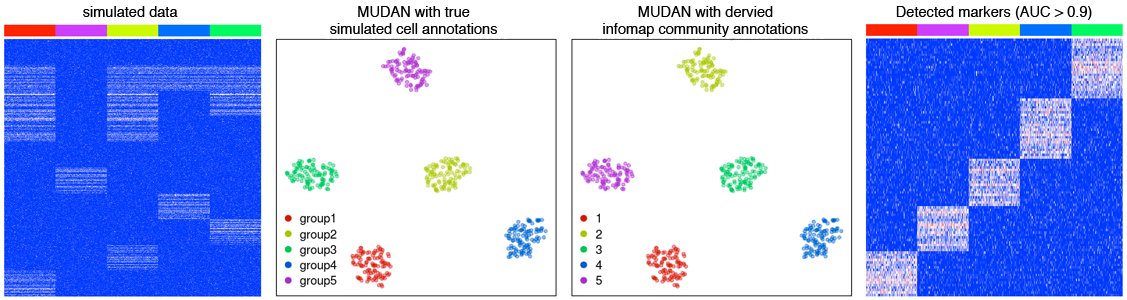 simulated data
MUDAN with true
simulated cell annotations
group1
group2
group3
group4
group5
MUDAN with dervied
infomap community annotations
1
2
3
4
5
Detected markers (AUC > 0.9)